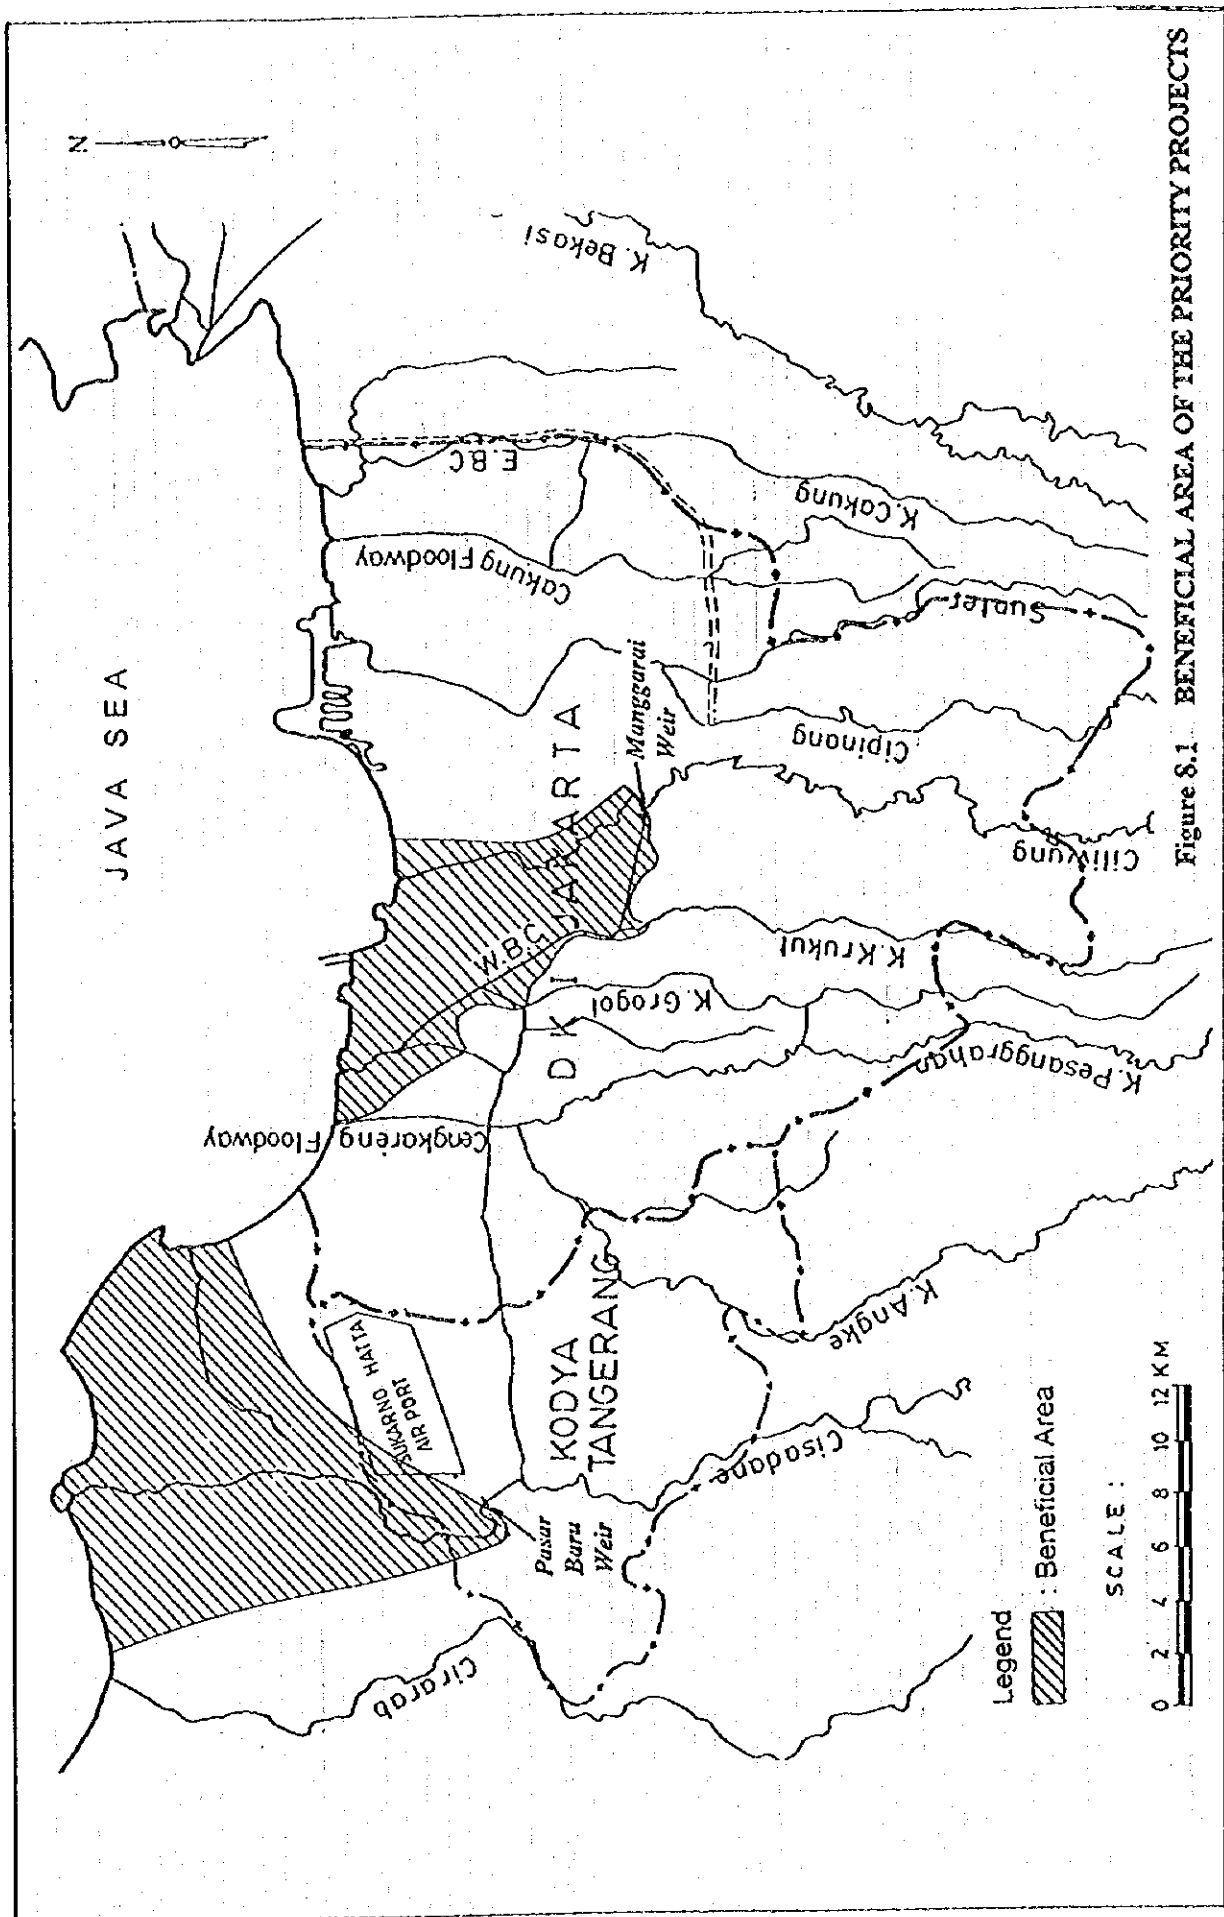 N
JAVA SEA
K. Bekasi
E.B.C
Cakung Floodway
K.Cakung
Sunter
Manggarai
Weir
Cipinang
Ciliwung
W.B.C
DKI JAKARTA
K.Krukut
K.Grogol
K.Pesanggrahan
Cengkareng Floodway
SUKARNO HATTA
AIR PORT
KODYA
TANGERANG
K.Angke
Cisadane
Pasar
Baru
Weir
Cirarab
Legend
: Beneficial Area
SCALE :
0 2 4 6 8 10 12 KM
Figure 8.1 BENEFICIAL AREA OF THE PRIORITY PROJECTS